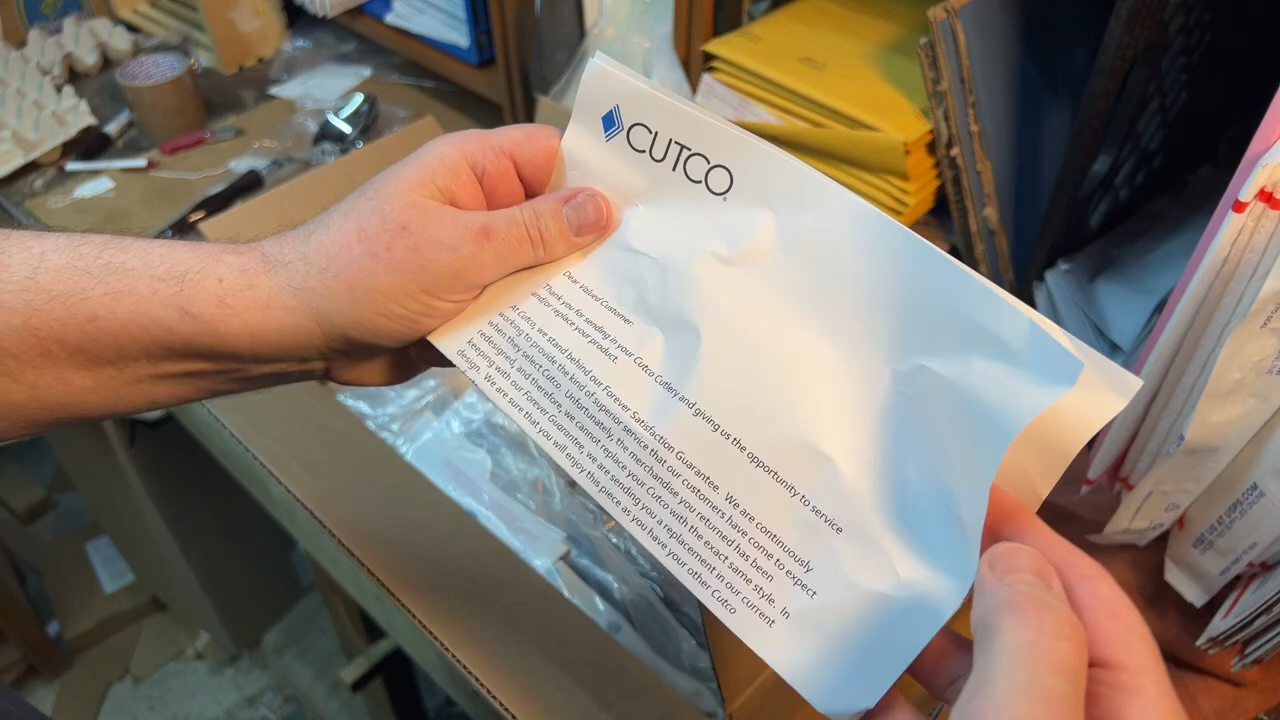 CUTCO®
Dear Valued Customer:
Thank you for sending in your Cutco Cutlery and giving us the opportunity to service
and/or replace your product.
At Cutco, we stand behind our Forever Satisfaction Guarantee. We are continuously
working to provide the kind of superior service that our customers have come to expect
when they select Cutco. Unfortunately, the merchandise you returned has been
redesigned, and therefore, we cannot replace your Cutco with the exact same style. In
keeping with our Forever Guarantee, we are sending you a replacement in our current
design. We are sure that you will enjoy this piece as you have your other Cutco